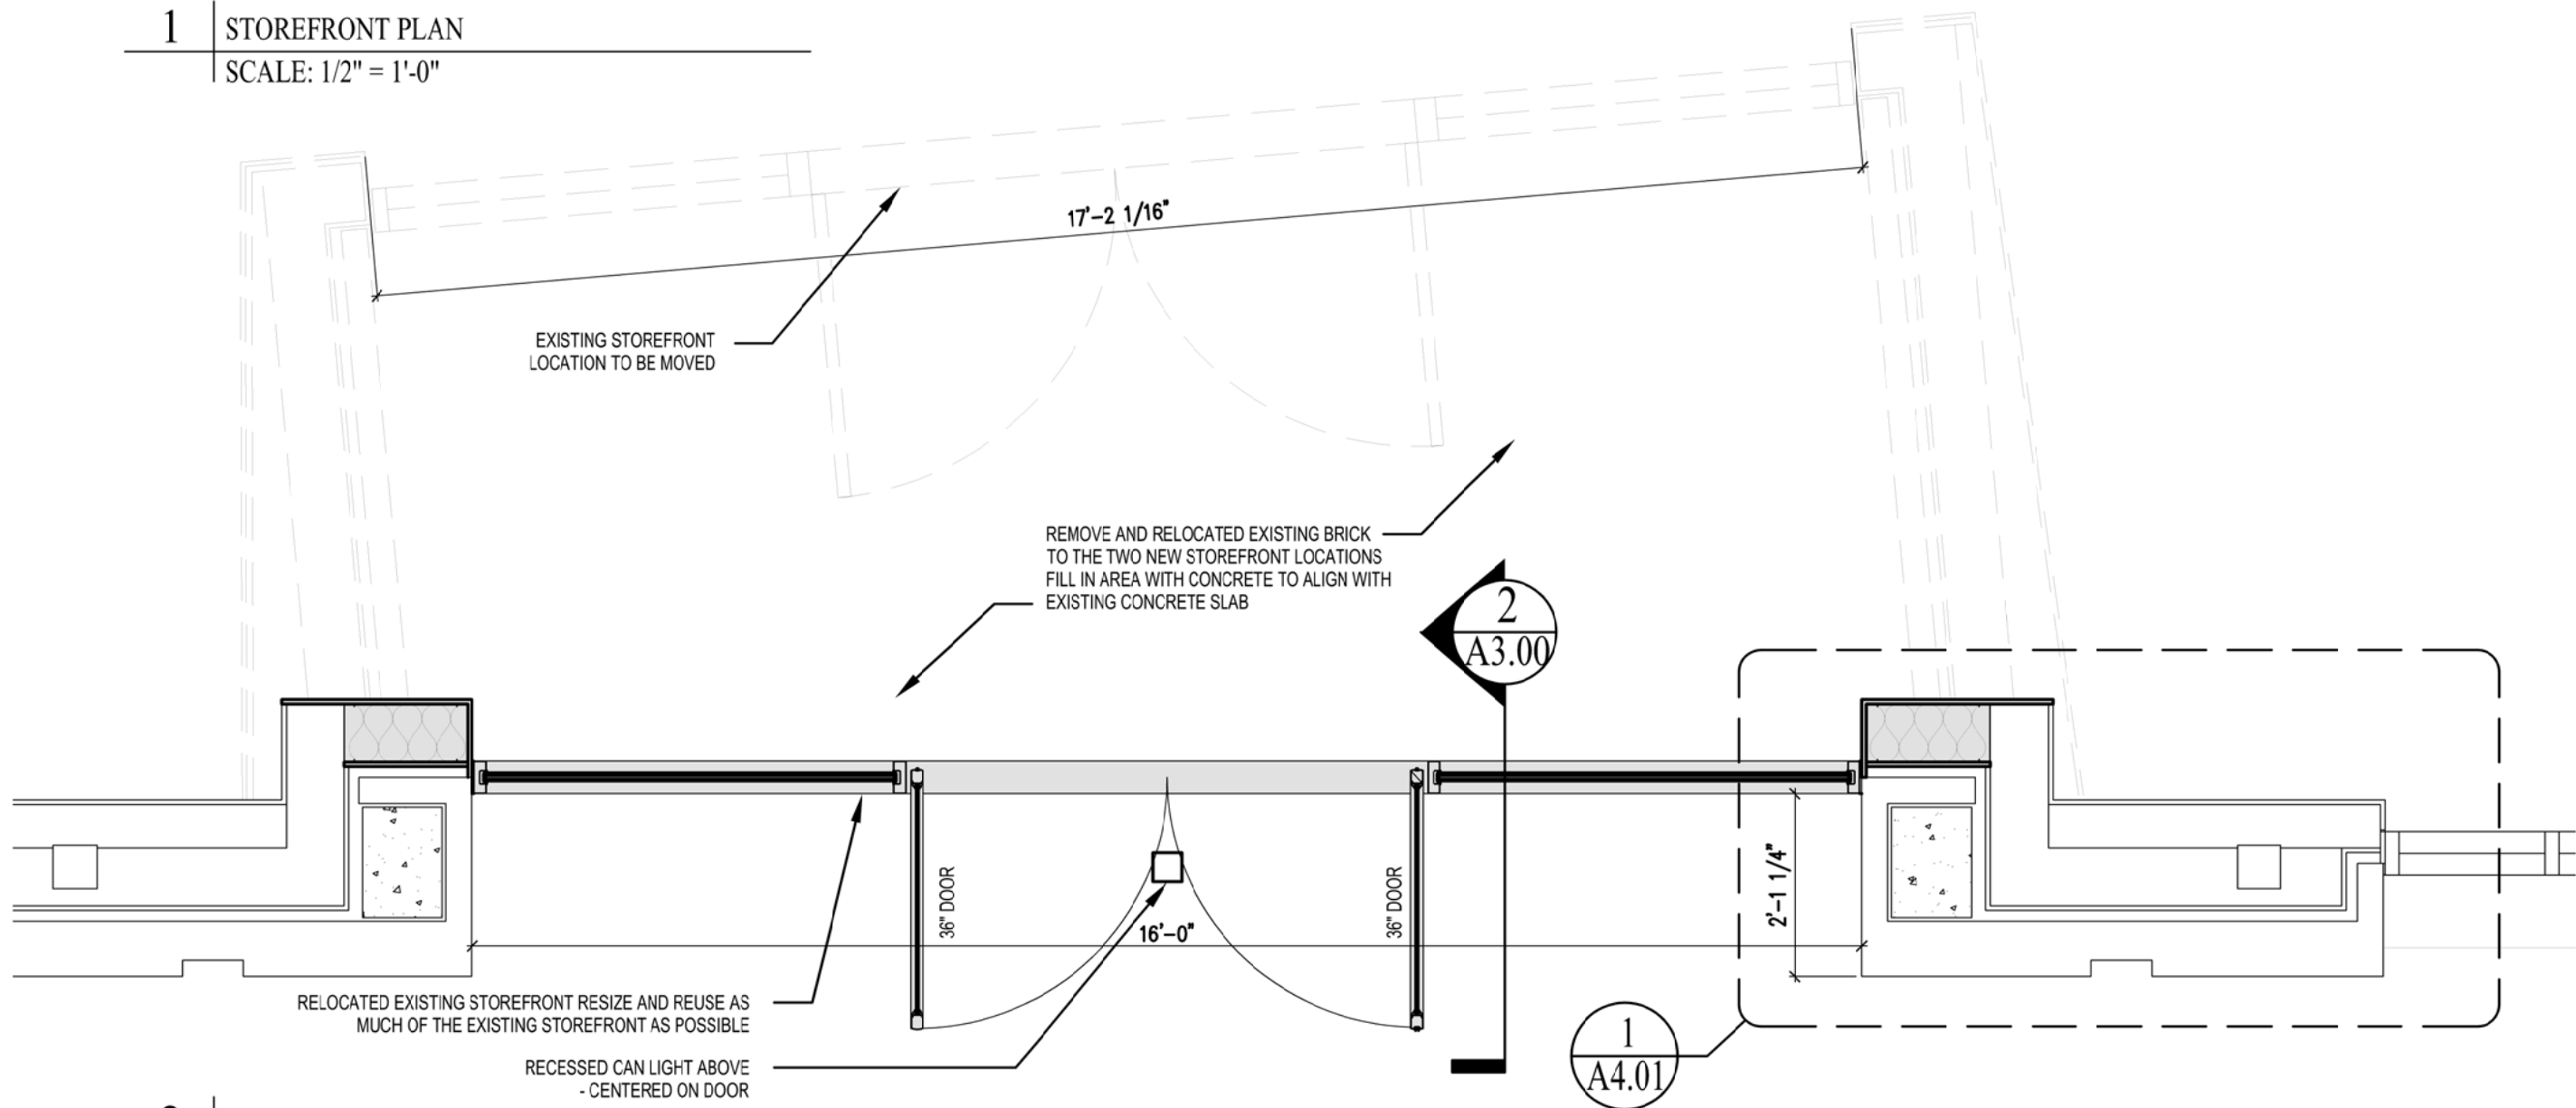 1
STOREFRONT PLAN
SCALE: 1/2" = 1'-0"
17'-2 1/16"
EXISTING STOREFRONT
LOCATION TO BE MOVED
REMOVE AND RELOCATED EXISTING BRICK
TO THE TWO NEW STOREFRONT LOCATIONS
FILL IN AREA WITH CONCRETE TO ALIGN WITH
EXISTING CONCRETE SLAB
2
A3.00
36" DOOR
36" DOOR
16'-0"
2'-1 1/4"
RELOCATED EXISTING STOREFRONT RESIZE AND REUSE AS
MUCH OF THE EXISTING STOREFRONT AS POSSIBLE
RECESSED CAN LIGHT ABOVE
- CENTERED ON DOOR
1
A4.01